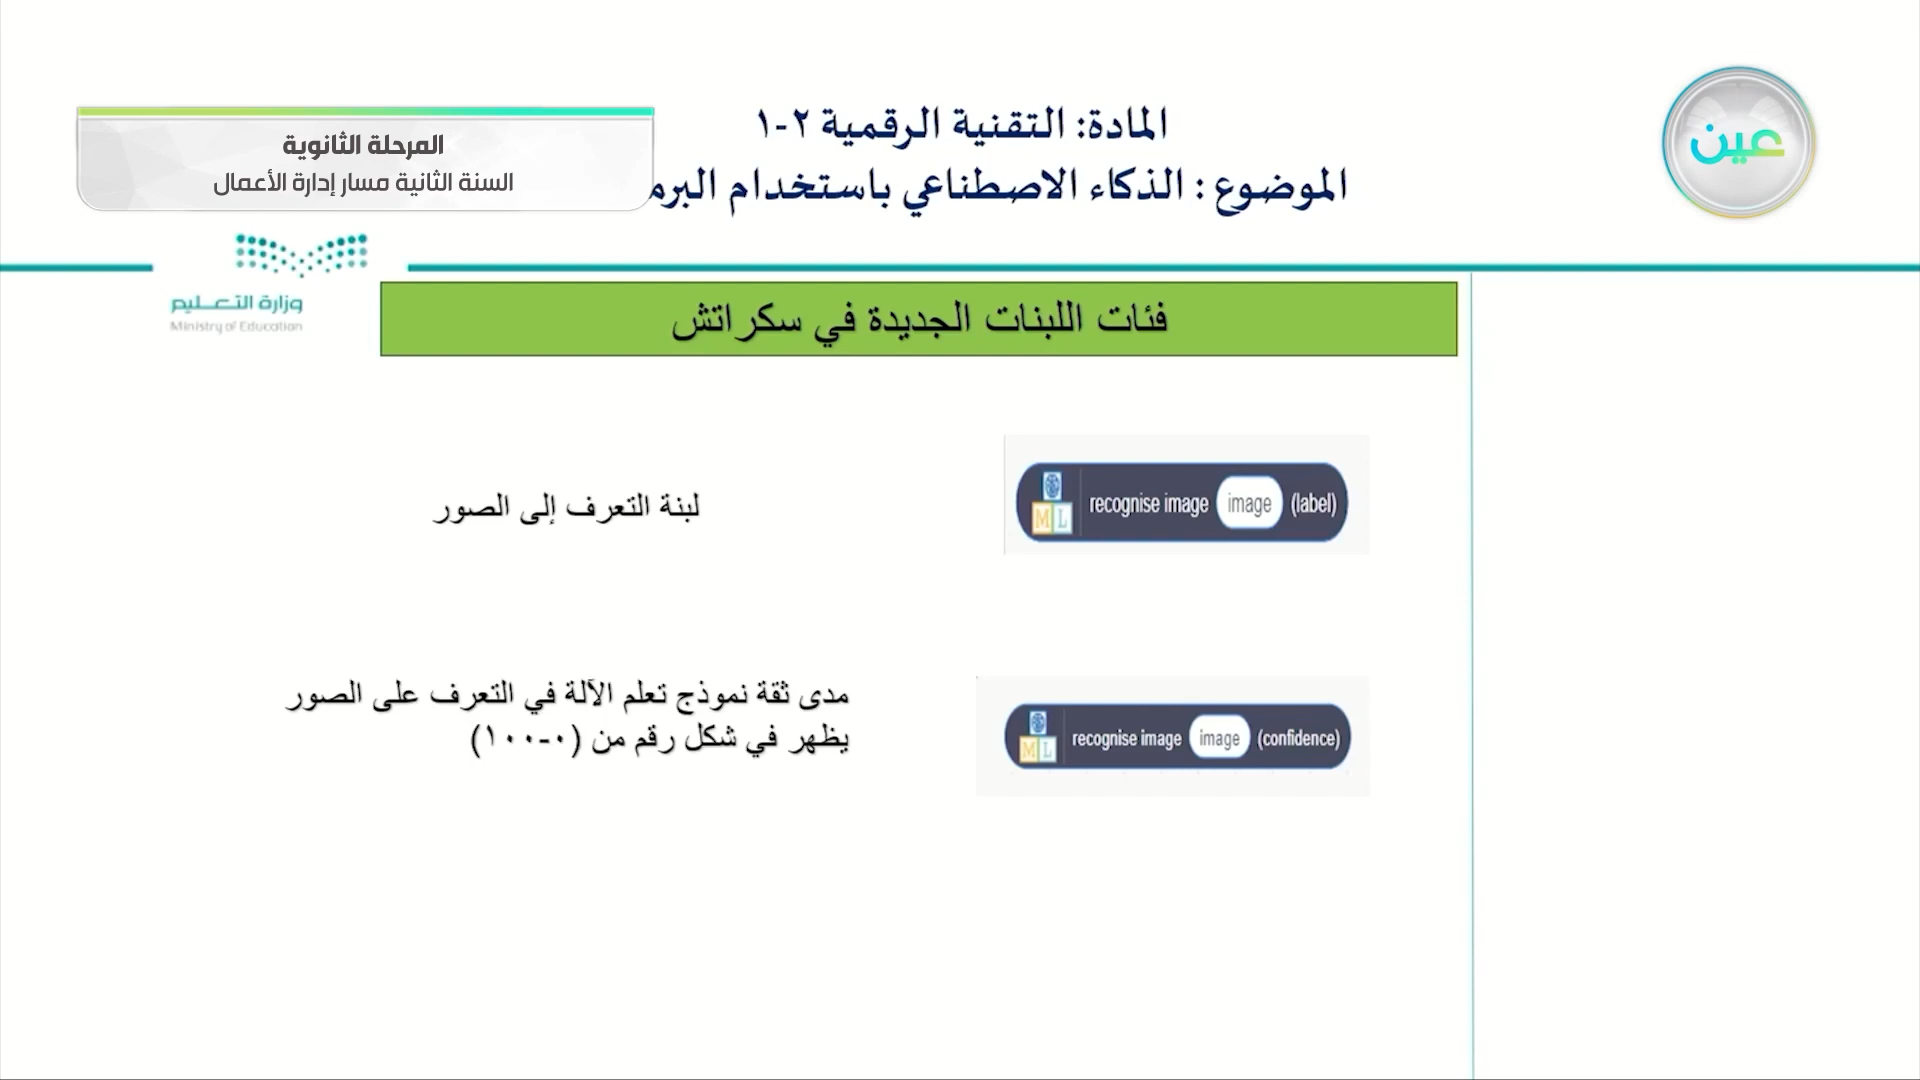 المادة: التقنية الرقمية ٢-١
الموضوع : الذكاء الاصطناعي باستخدام
المرحلة الثانوية
السنة الثانية مسار إدارة الأعمال
عين
وزارة التعليم
Ministry of Education
فئات اللبنات الجديدة في سكراتش
ML recognise image image (label)
لبنة التعرف إلى الصور
ML recognise image image (confidence)
مدى ثقة نموذج تعلم الآلة في التعرف على الصور
يظهر في شكل رقم من (٠-١٠٠)